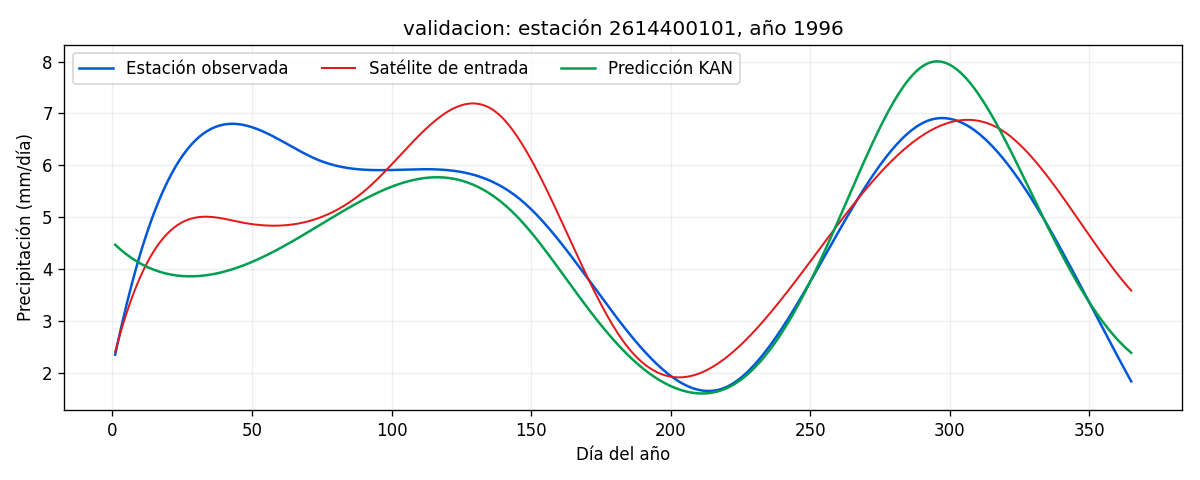 validacion: estación 2614400101, año 1996
Estación observada Satélite de entrada Predicción KAN
Precipitación (mm/día)
8
7
6
5
4
3
2
0 50 100 150 200 250 300 350
Día del año